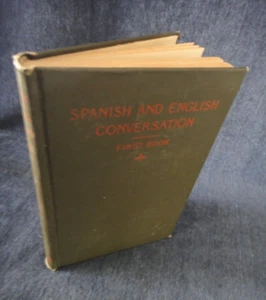 SPANISH AND ENGLISH
CONVERSATION
FIRST BOOK